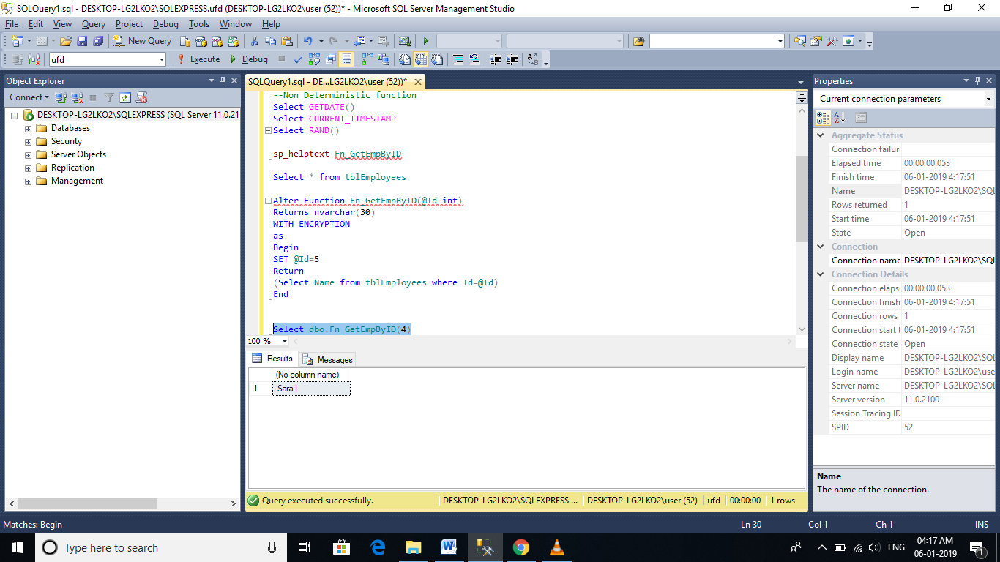 SQLQuery1.sql - DESKTOP-LG2LKO2\SQLEXPRESS.ufd (DESKTOP-LG2LKO2\user (52))* - Microsoft SQL Server Management Studio
File Edit View Query Project Debug Tools Window Help
New Query
ufd Execute Debug
Object Explorer
Connect
DESKTOP-LG2LKO2\SQLEXPRESS (SQL Server 11.0.21
Databases
Security
Server Objects
Replication
Management
SQLQuery1.sql - DE...LG2LKO2\user (52))*
--Non Deterministic function
Select GETDATE()
Select CURRENT_TIMESTAMP
Select RAND()
sp_helptext Fn_GetEmpByID
Select * from tblEmployees
Alter Function Fn_GetEmpByID(@Id int)
Returns nvarchar(30)
WITH ENCRYPTION
as
Begin
SET @Id=5
Return
(Select Name from tblEmployees where Id=@Id)
End
Select dbo.Fn_GetEmpByID(4)
100 %
Results Messages
(No column name)
1 Sara1
Query executed successfully. DESKTOP-LG2LKO2\SQLEXPRESS ... DESKTOP-LG2LKO2\user (52) ufd 00:00:00 1 rows
Properties
Current connection parameters
Aggregate Status
Connection failure
Elapsed time 00:00:00.053
Finish time 06-01-2019 4:17:51
Name DESKTOP-LG2LKO2\SQL
Rows returned 1
Start time 06-01-2019 4:17:51
State Open
Connection
Connection name DESKTOP-LG2LKO2\SQL
Connection Details
Connection elaps 00:00:00.053
Connection finish 06-01-2019 4:17:51
Connection rows 1
Connection start t 06-01-2019 4:17:51
Connection state Open
Display name DESKTOP-LG2LKO2\SQL
Login name DESKTOP-LG2LKO2\use
Server name DESKTOP-LG2LKO2\SQL
Server version 11.0.2100
Session Tracing ID
SPID 52
Name
The name of the connection.
Matches: Begin Ln 30 Col 1 Ch 1 INS
Type here to search
ENG
04:17 AM
06-01-2019
1